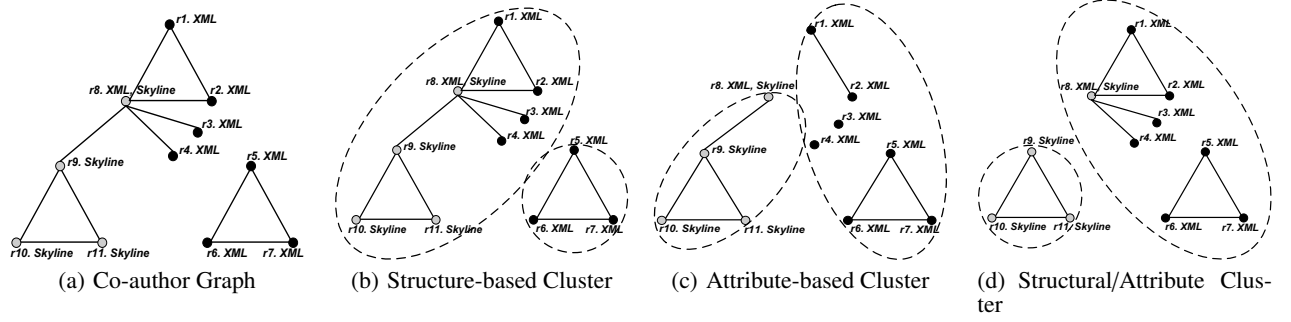 r1. XML
r8. XML, Skyline
r2. XML
r3. XML
r4. XML
r9. Skyline
r5. XML
r10. Skyline
r11. Skyline
r6. XML
r7. XML
(a) Co-author Graph
r1. XML
r8. XML, Skyline
r2. XML
r3. XML
r4. XML
r9. Skyline
r5. XML
r10. Skyline
r11. Skyline
r6. XML
r7. XML
(b) Structure-based Cluster
r1. XML
r8. XML, Skyline
r2. XML
r3. XML
r4. XML
r9. Skyline
r5. XML
r10. Skyline
r11. Skyline
r6. XML
r7. XML
(c) Attribute-based Cluster
r1. XML
r8. XML, Skyline
r2. XML
r3. XML
r4. XML
r9. Skyline
r5. XML
r10. Skyline
r11. Skyline
r6. XML
r7. XML
(d) Structural/Attribute Clus-
ter